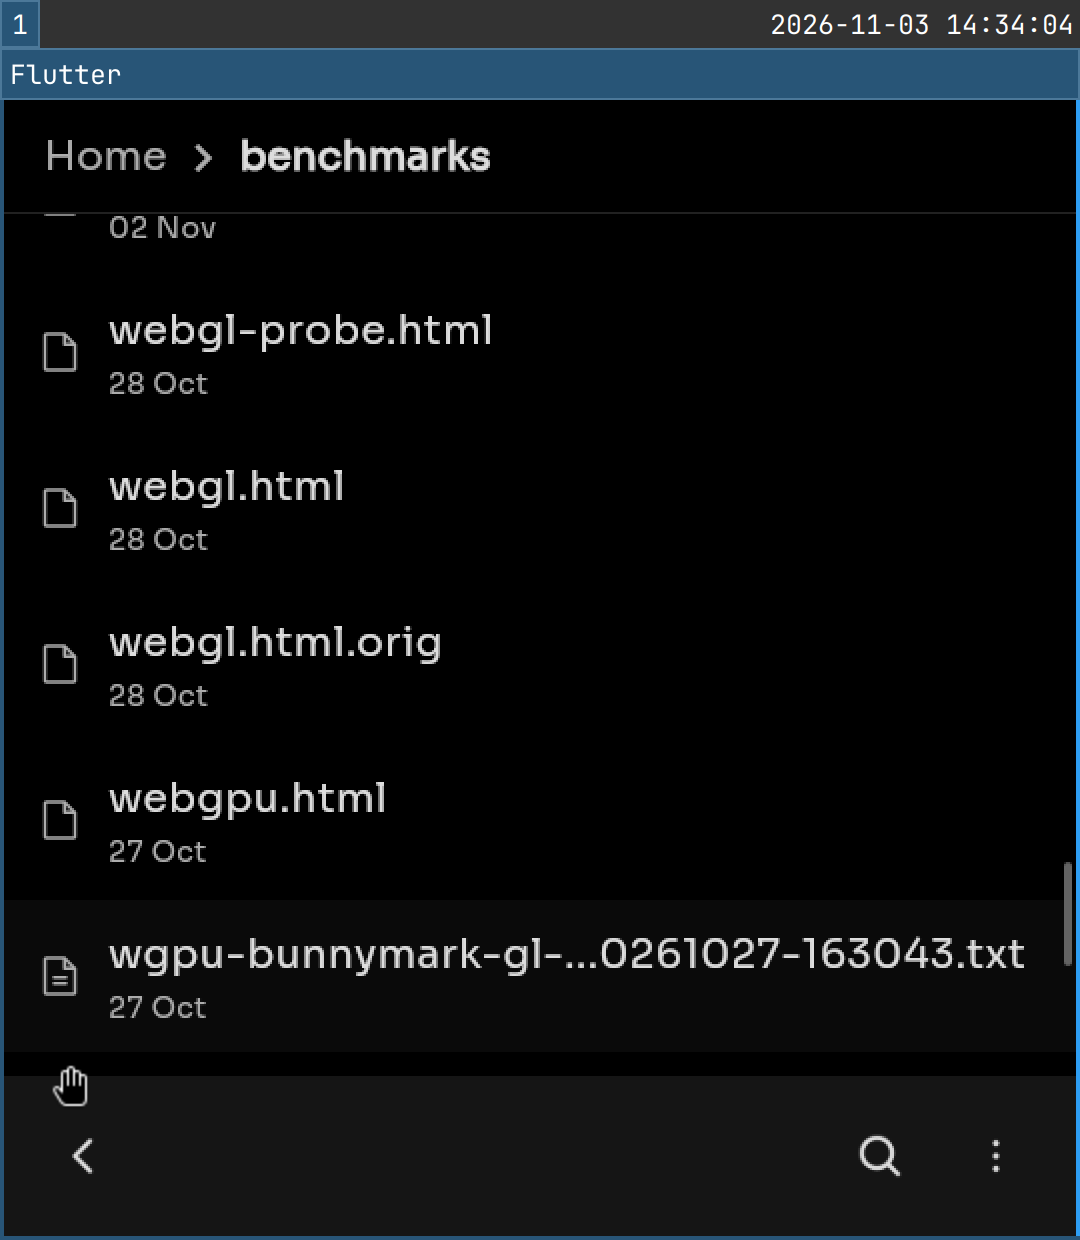 1
2026-11-03 14:34:04
Flutter
Home > benchmarks
02 Nov
webgl-probe.html
28 Oct
webgl.html
28 Oct
webgl.html.orig
28 Oct
webgpu.html
27 Oct
wgpu-bunnymark-gl-...0261027-163043.txt
27 Oct